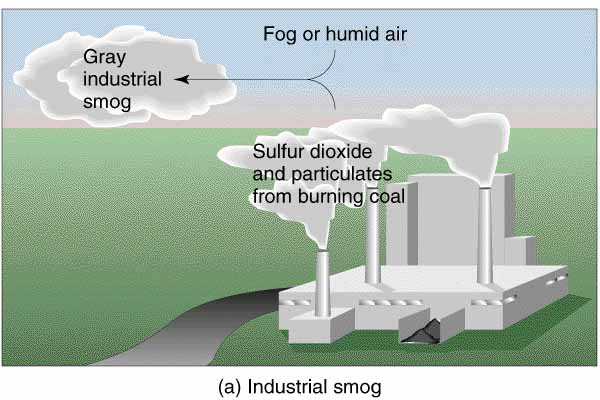 Fog or humid air
Gray
industrial
smog
Sulfur dioxide
and particulates
from burning coal
(a) Industrial smog